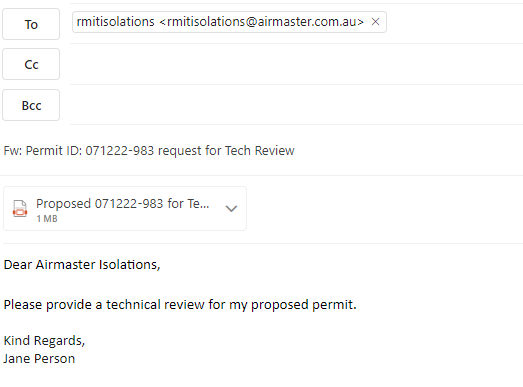 To
rmitisolations <rmitisolations@airmaster.com.au>
Cc
Bcc
Fw: Permit ID: 071222-983 request for Tech Review
Proposed 071222-983 for Te...
1 MB
Dear Airmaster Isolations,
Please provide a technical review for my proposed permit.
Kind Regards,
Jane Person